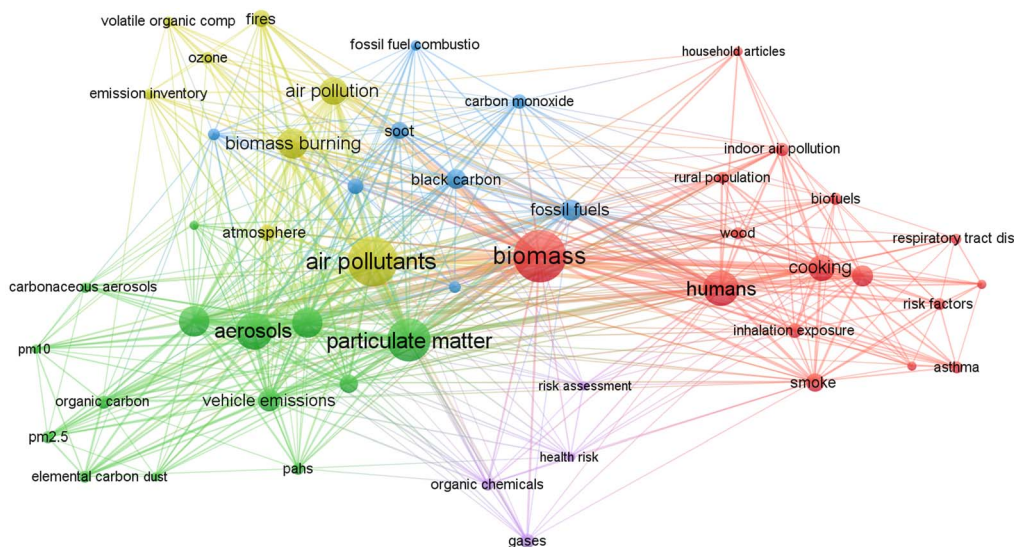 volatile organic comp
fires
ozone
fossil fuel combustio
household articles
emission inventory
air pollution
carbon monoxide
soot
biomass burning
indoor air pollution
black carbon
rural population
biofuels
fossil fuels
atmosphere
wood
respiratory tract dis
biomass
air pollutants
cooking
carbonaceous aerosols
humans
risk factors
aerosols
inhalation exposure
particulate matter
pm10
asthma
risk assessment
smoke
organic carbon
vehicle emissions
pm2.5
health risk
pahs
elemental carbon
dust
organic chemicals
gases